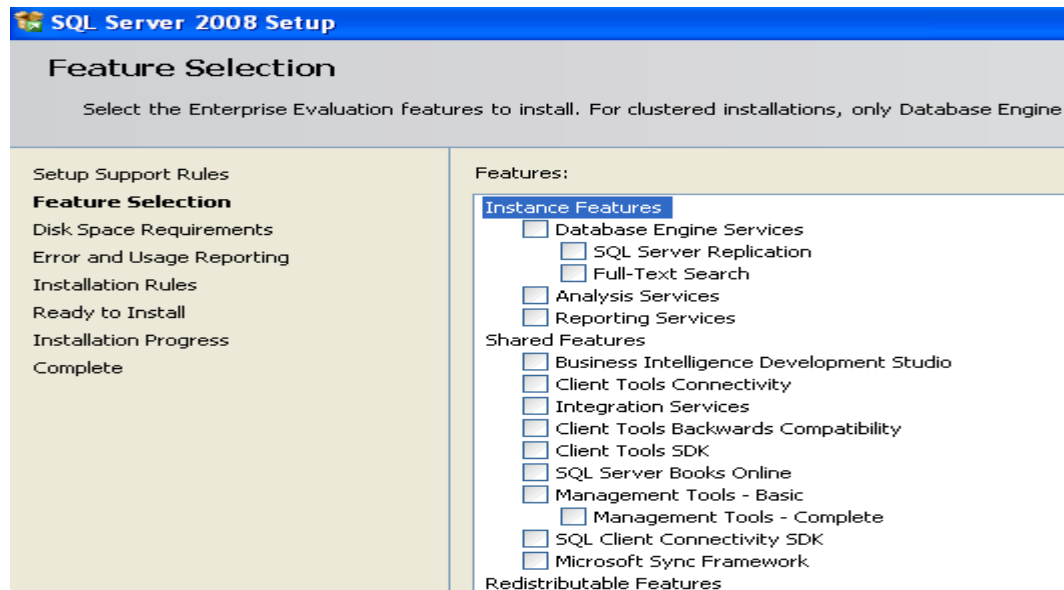 SQL Server 2008 Setup
Feature Selection
Select the Enterprise Evaluation features to install. For clustered installations, only Database Engine
Setup Support Rules
Feature Selection
Disk Space Requirements
Error and Usage Reporting
Installation Rules
Ready to Install
Installation Progress
Complete
Features:
Instance Features
Database Engine Services
SQL Server Replication
Full-Text Search
Analysis Services
Reporting Services
Shared Features
Business Intelligence Development Studio
Client Tools Connectivity
Integration Services
Client Tools Backwards Compatibility
Client Tools SDK
SQL Server Books Online
Management Tools - Basic
Management Tools - Complete
SQL Client Connectivity SDK
Microsoft Sync Framework
Redistributable Features